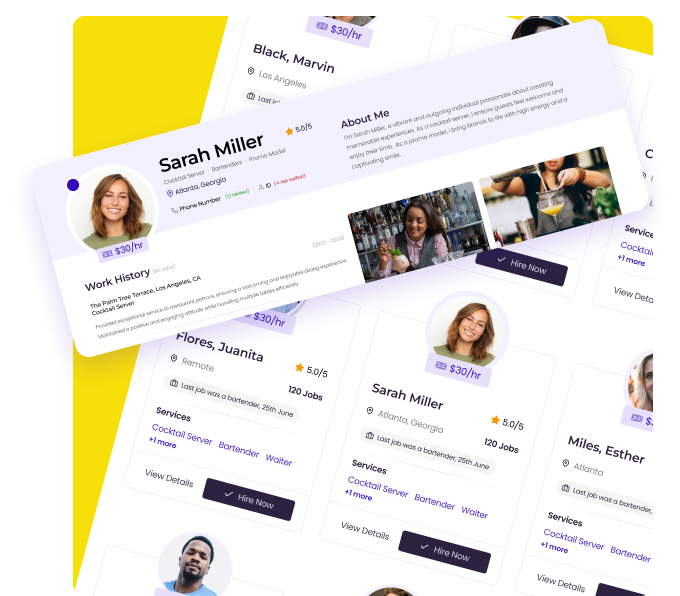 $30/hr
Black, Marvin
Los Angeles
Last jo
Sarah Miller
5.0/5
Cocktail Server Bartenders Promo Model
Atlanta, Georgia
Phone Number (verified)
ID (not verified)
$30/hr
About Me
I'm Sarah Miller, a vibrant and outgoing individual passionate about creating
memorable experiences. As a cocktail server, I ensure guests feel welcome and
enjoy their time. As a promo model, I bring brands to life with high energy and a
captivating smile.
Work History
The Palm Tree Terrace, Los Angeles, CA
Cocktail Server
(2023 - 2024)
Provided exceptional service to restaurant patrons, ensuring a welcoming and enjoyable dining experience.
Maintained a positive and engaging attitude while handling multiple tables efficiently.
Hire Now
C
Service
Cockta
+1 more
View Deta
$30/hr
Flores, Juanita
Remote
5.0/5
120 Jobs
Last job was a bartender, 25th June
Services
Cocktail Server Bartender Waiter
+1 more
View Details
Hire Now
$30/hr
Sarah Miller
Atlanta, Georgia
5.0/5
120 Jobs
Last job was a bartender, 25th June
Services
Cocktail Server Bartender Waiter
+1 more
View Details
Hire Now
$3
Miles, Esther
Atlanta
Last job was a bartender,
Services
Cocktail Server Bartender
+1 more
View Details
$30/hr